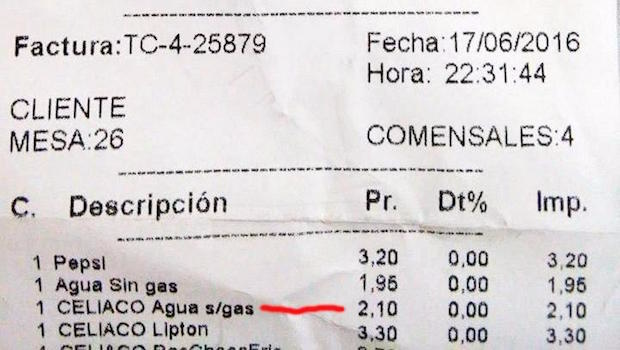 Factura:TC-4-25879 Fecha:17/06/2016
Hora: 22:31:44
CLIENTE
MESA:26 COMENSALES:4
C. Descripción Pr. Dt% Imp.
1 Pepsi 3,20 0,00 3,20
1 Agua Sin gas 1,95 0,00 1,95
1 CELIACO Agua s/gas 2,10 0,00 2,10
1 CELIACO Lipton 3,30 0,00 3,30
1 CELIACO